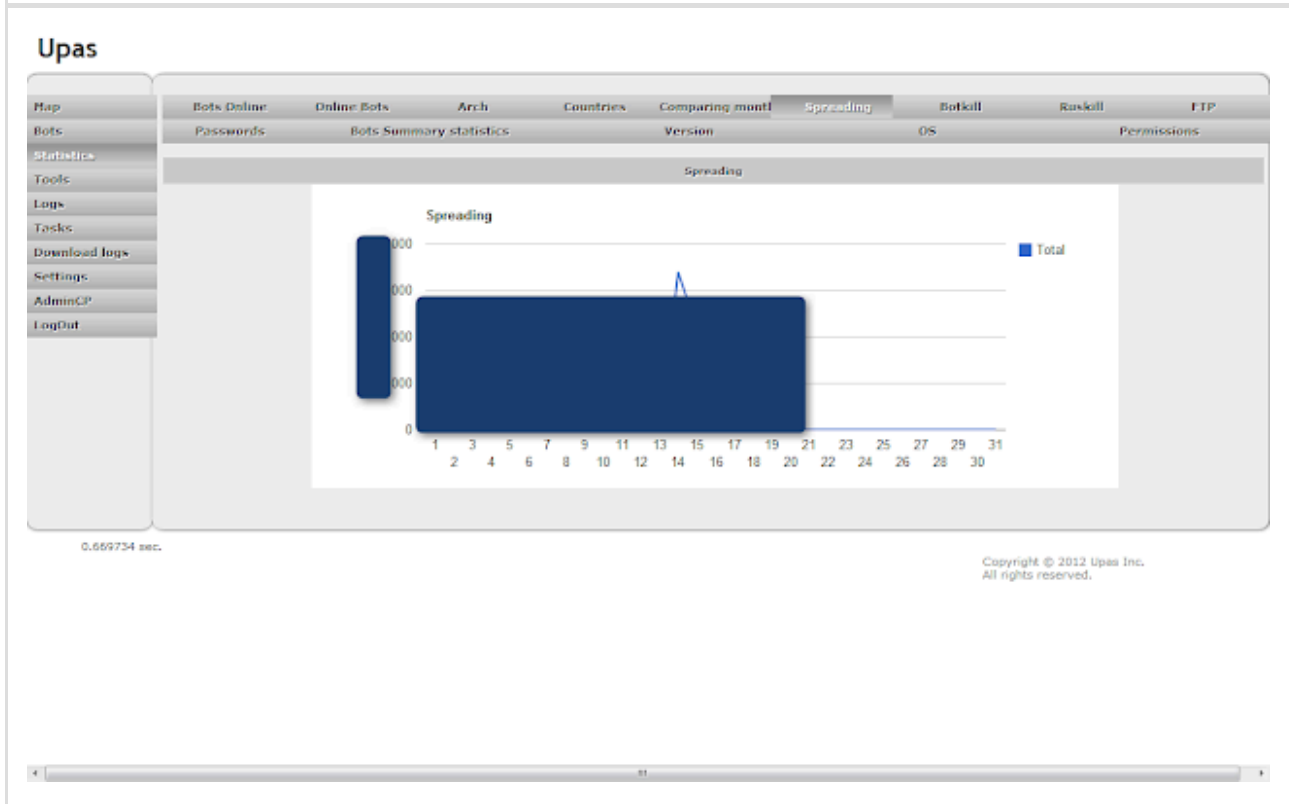 Upas
Map
Bots
Statistics
Tools
Logs
Tasks
Download logs
Settings
AdminCP
LogOut
Bots Online Online Bots Arch Countries Comparing montl Spreading Botkill Ruskill FTP
Passwords Bots Summary statistics Version OS Permissions
Spreading
Spreading
000
000
000
000
0
Total
1 3 5 7 9 11 13 15 17 19 21 23 25 27 29 31
2 4 6 8 10 12 14 16 18 20 22 24 26 28 30
0.669734 sec.
Copyright © 2012 Upas Inc.
All rights reserved.